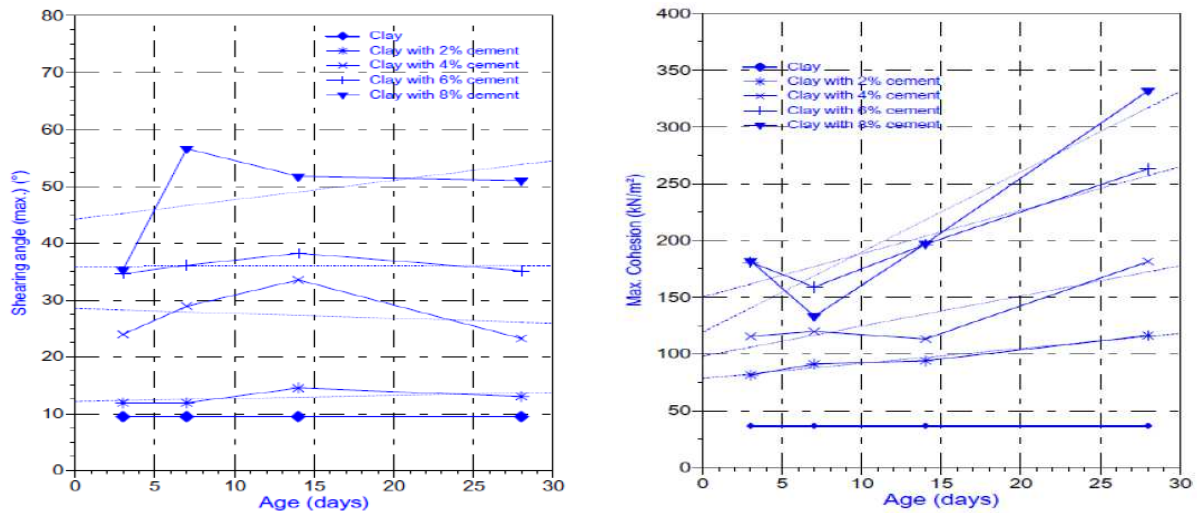 80
70
60
50
40
30
20
10
0
Shearing angle (max.) (°)
Clay
Clay with 2% cement
Clay with 4% cement
Clay with 6% cement
Clay with 8% cement
0 5 10 15 20 25 30
Age (days)
400
350
300
250
200
150
100
50
0
Max. Cohesion (kN/m²)
Clay
Clay with 2% cement
Clay with 4% cement
Clay with 6% cement
Clay with 8% cement
0 5 10 15 20 25 30
Age (days)